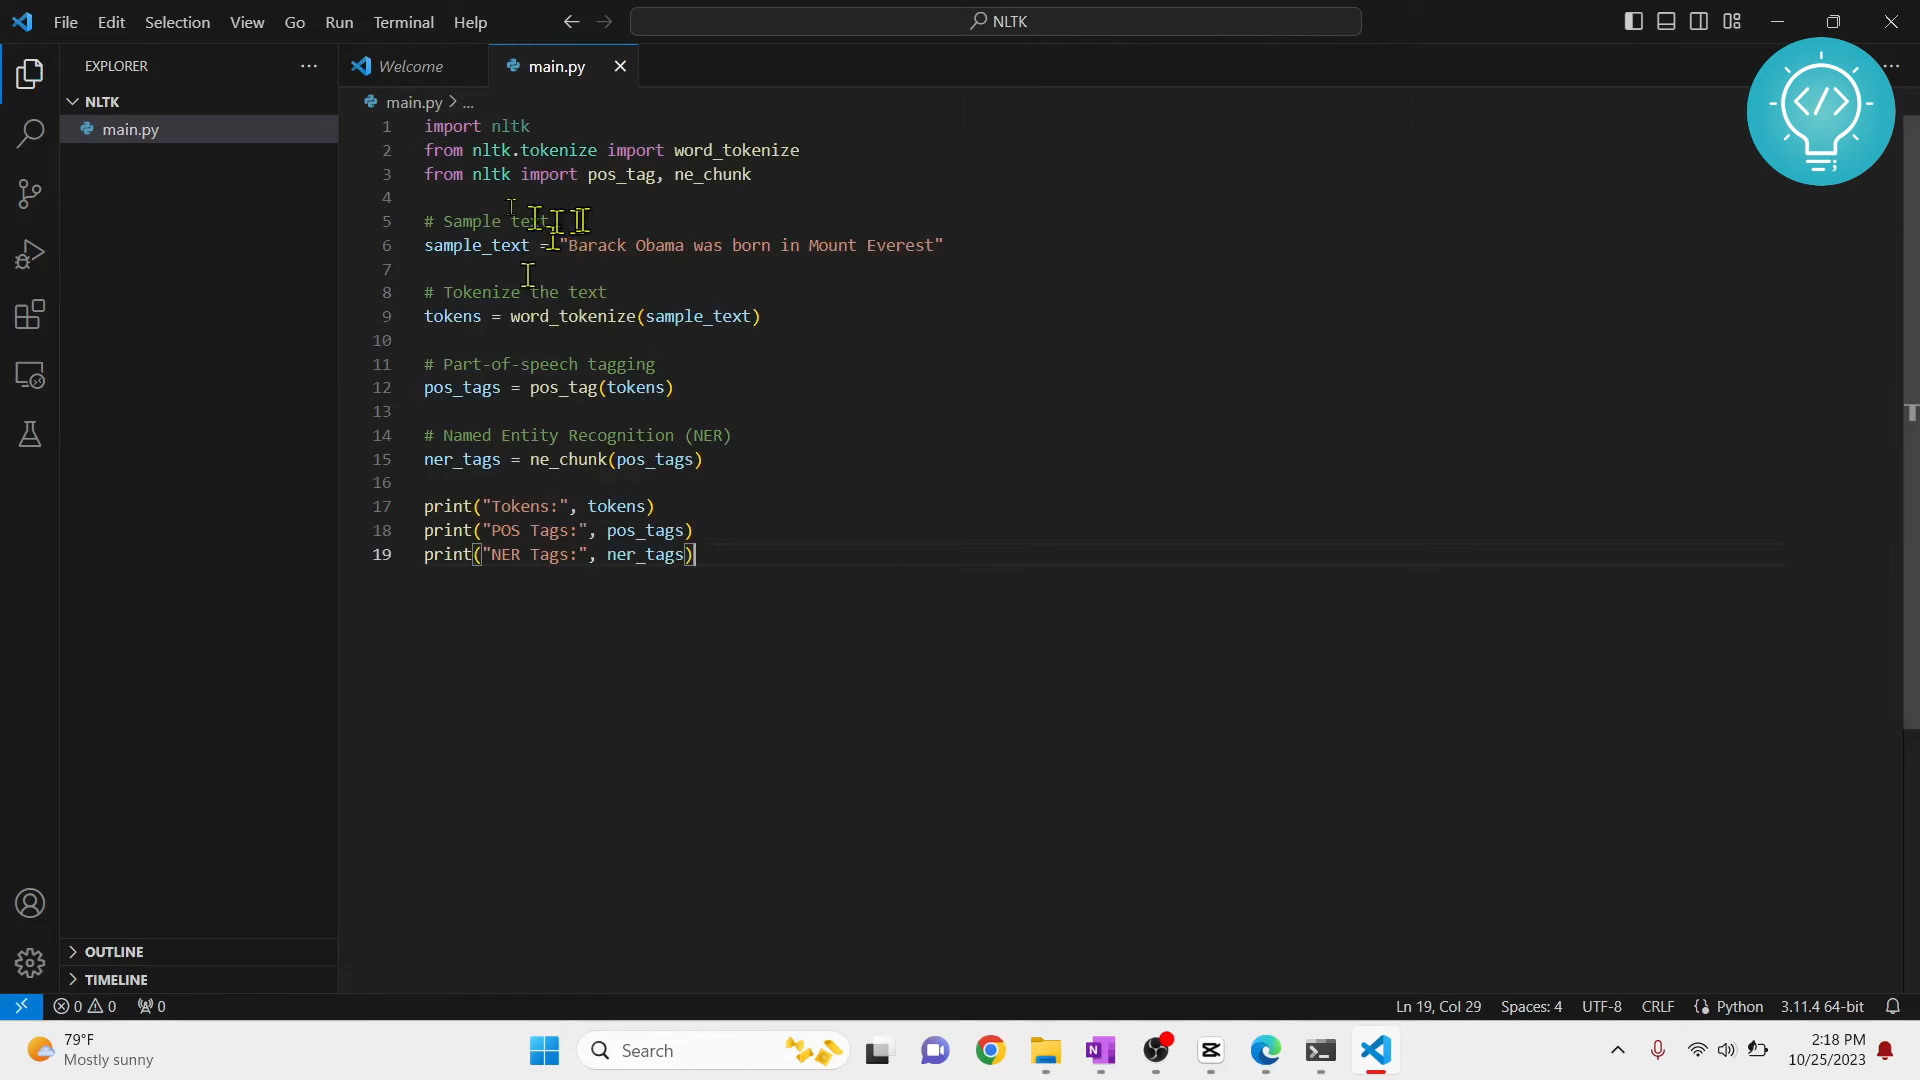 File Edit Selection View Go Run Terminal Help
NLTK
EXPLORER
Welcome
main.py
NLTK
main.py
main.py > ...
1 import nltk
2 from nltk.tokenize import word_tokenize
3 from nltk import pos_tag, ne_chunk
4
5 # Sample text
6 sample_text = "Barack Obama was born in Mount Everest"
7
8 # Tokenize the text
9 tokens = word_tokenize(sample_text)
10
11 # Part-of-speech tagging
12 pos_tags = pos_tag(tokens)
13
14 # Named Entity Recognition (NER)
15 ner_tags = ne_chunk(pos_tags)
16
17 print("Tokens:", tokens)
18 print("POS Tags:", pos_tags)
19 print("NER Tags:", ner_tags)
OUTLINE
TIMELINE
0 0 0
Ln 19, Col 29 Spaces: 4 UTF-8 CRLF Python 3.11.4 64-bit
79°F
Mostly sunny
Search
2:18 PM
10/25/2023